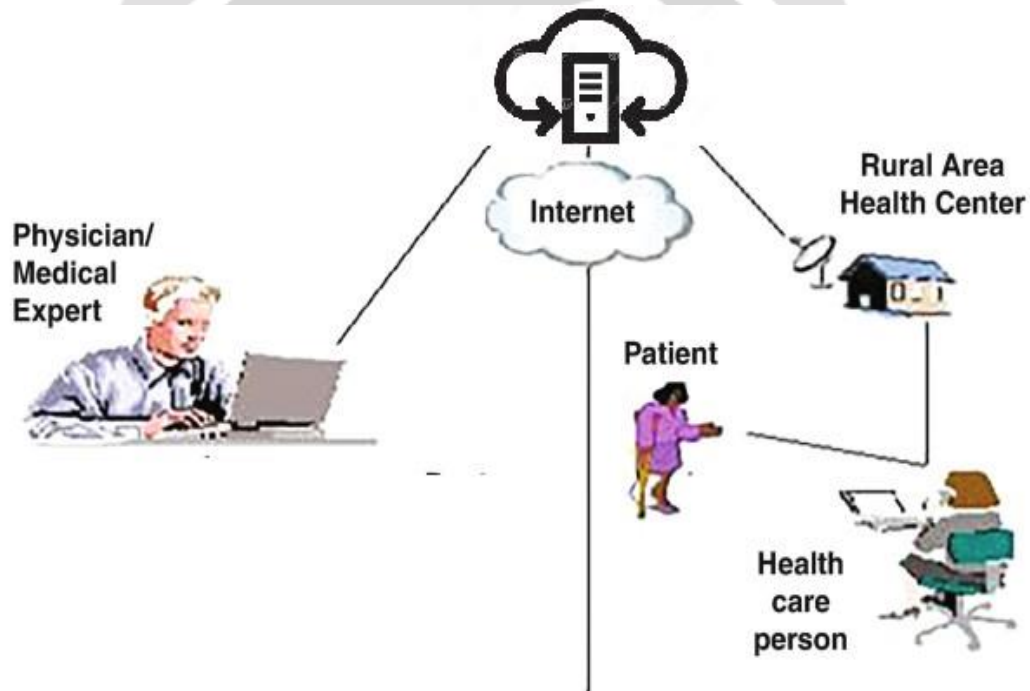 Rural Area
Health Center
Internet
Physician/
Medical
Expert
Patient
Health
care
person